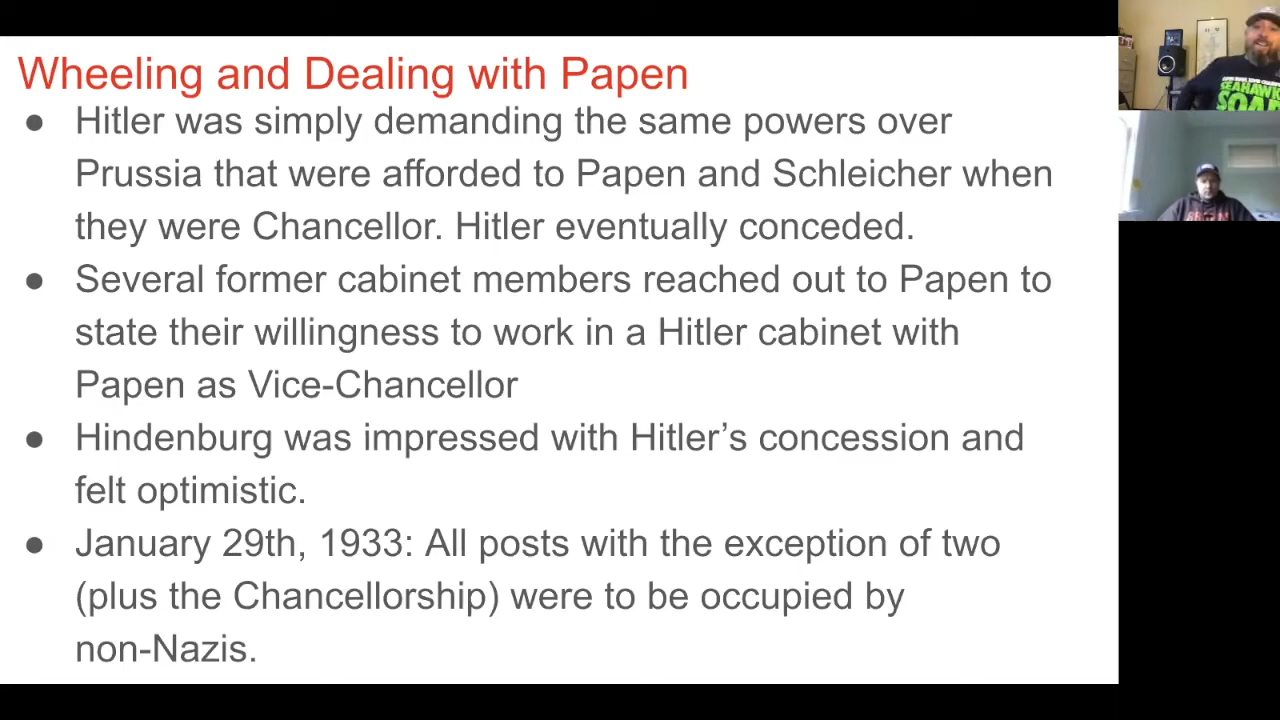 Wheeling and Dealing with Papen
● Hitler was simply demanding the same powers over
Prussia that were afforded to Papen and Schleicher when
they were Chancellor. Hitler eventually conceded.
● Several former cabinet members reached out to Papen to
state their willingness to work in a Hitler cabinet with
Papen as Vice-Chancellor
● Hindenburg was impressed with Hitler’s concession and
felt optimistic.
● January 29th, 1933: All posts with the exception of two
(plus the Chancellorship) were to be occupied by
non-Nazis.
SEAHAWK